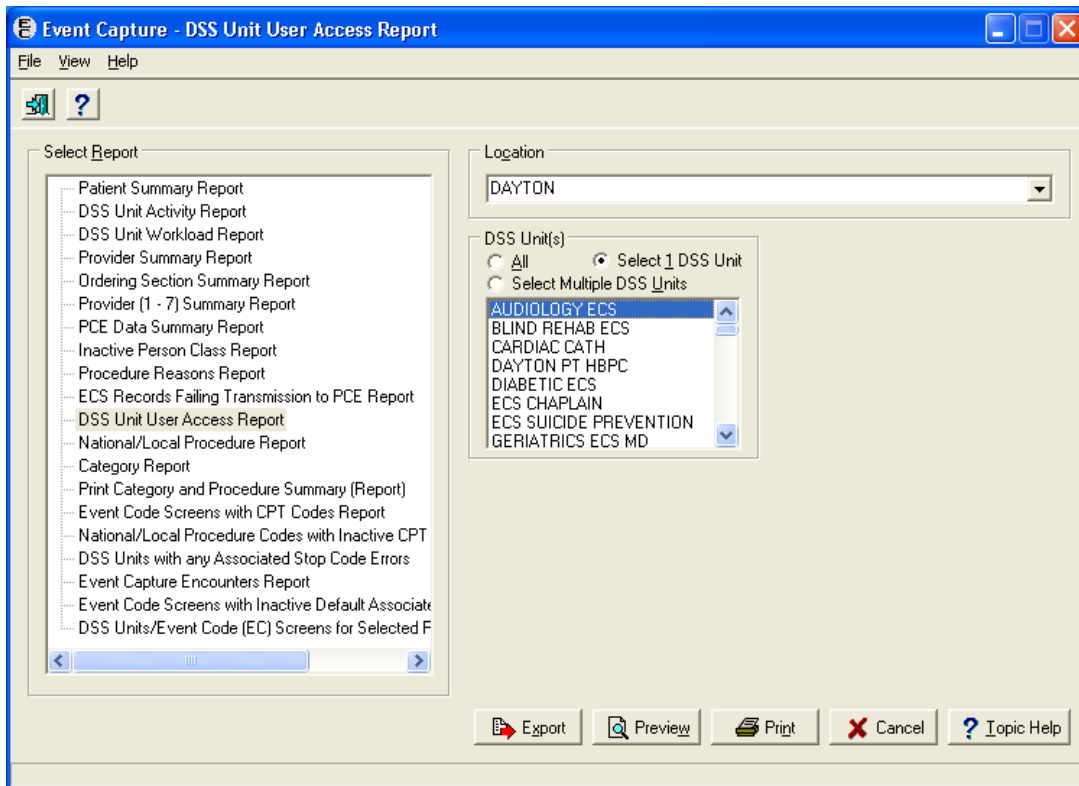 Event Capture - DSS Unit User Access Report
File View Help
Select Report
Patient Summary Report
DSS Unit Activity Report
DSS Unit Workload Report
Provider Summary Report
Ordering Section Summary Report
Provider (1 - 7) Summary Report
PCE Data Summary Report
Inactive Person Class Report
Procedure Reasons Report
ECS Records Failing Transmission to PCE Report
DSS Unit User Access Report
National/Local Procedure Report
Category Report
Print Category and Procedure Summary (Report)
Event Code Screens with CPT Codes Report
National/Local Procedure Codes with Inactive CPT
DSS Units with any Associated Stop Code Errors
Event Capture Encounters Report
Event Code Screens with Inactive Default Associate
DSS Units/Event Code (EC) Screens for Selected F
Location
DAYTON
DSS Unit(s)
All Select 1 DSS Unit
Select Multiple DSS Units
AUDIOLOGY ECS
BLIND REHAB ECS
CARDIAC CATH
DAYTON PT HBPC
DIABETIC ECS
ECS CHAPLAIN
ECS SUICIDE PREVENTION
GERIATRICS ECS MD
Export Preview Print Cancel ? Topic Help